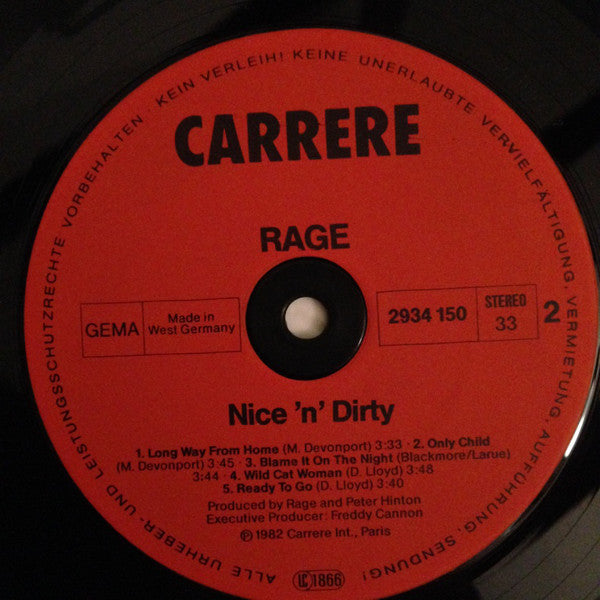 ALLE URHEBER- UND LEISTUNGSSCHUTZRECHTE VORBEHALTEN · KEIN VERLEIH! KEINE UNERLAUBTE VERVIELFÄLTIGUNG, VERMIETUNG, AUFFÜHRUNG, SENDUNG!
CARRERE
RAGE
GEMA
Made in
West Germany
2934 150
STEREO
33
2
Nice 'n' Dirty
1. Long Way From Home (M. Devonport) 3:33 · 2. Only Child
(M. Devonport) 3:45 · 3. Blame It On The Night (Blackmore/Larue)
3:44 · 4. Wild Cat Woman (D. Lloyd) 3:48
5. Ready To Go (D. Lloyd) 3:40
Produced by Rage and Peter Hinton
Executive Producer: Freddy Cannon
℗ 1982 Carrere Int., Paris
LC 1866